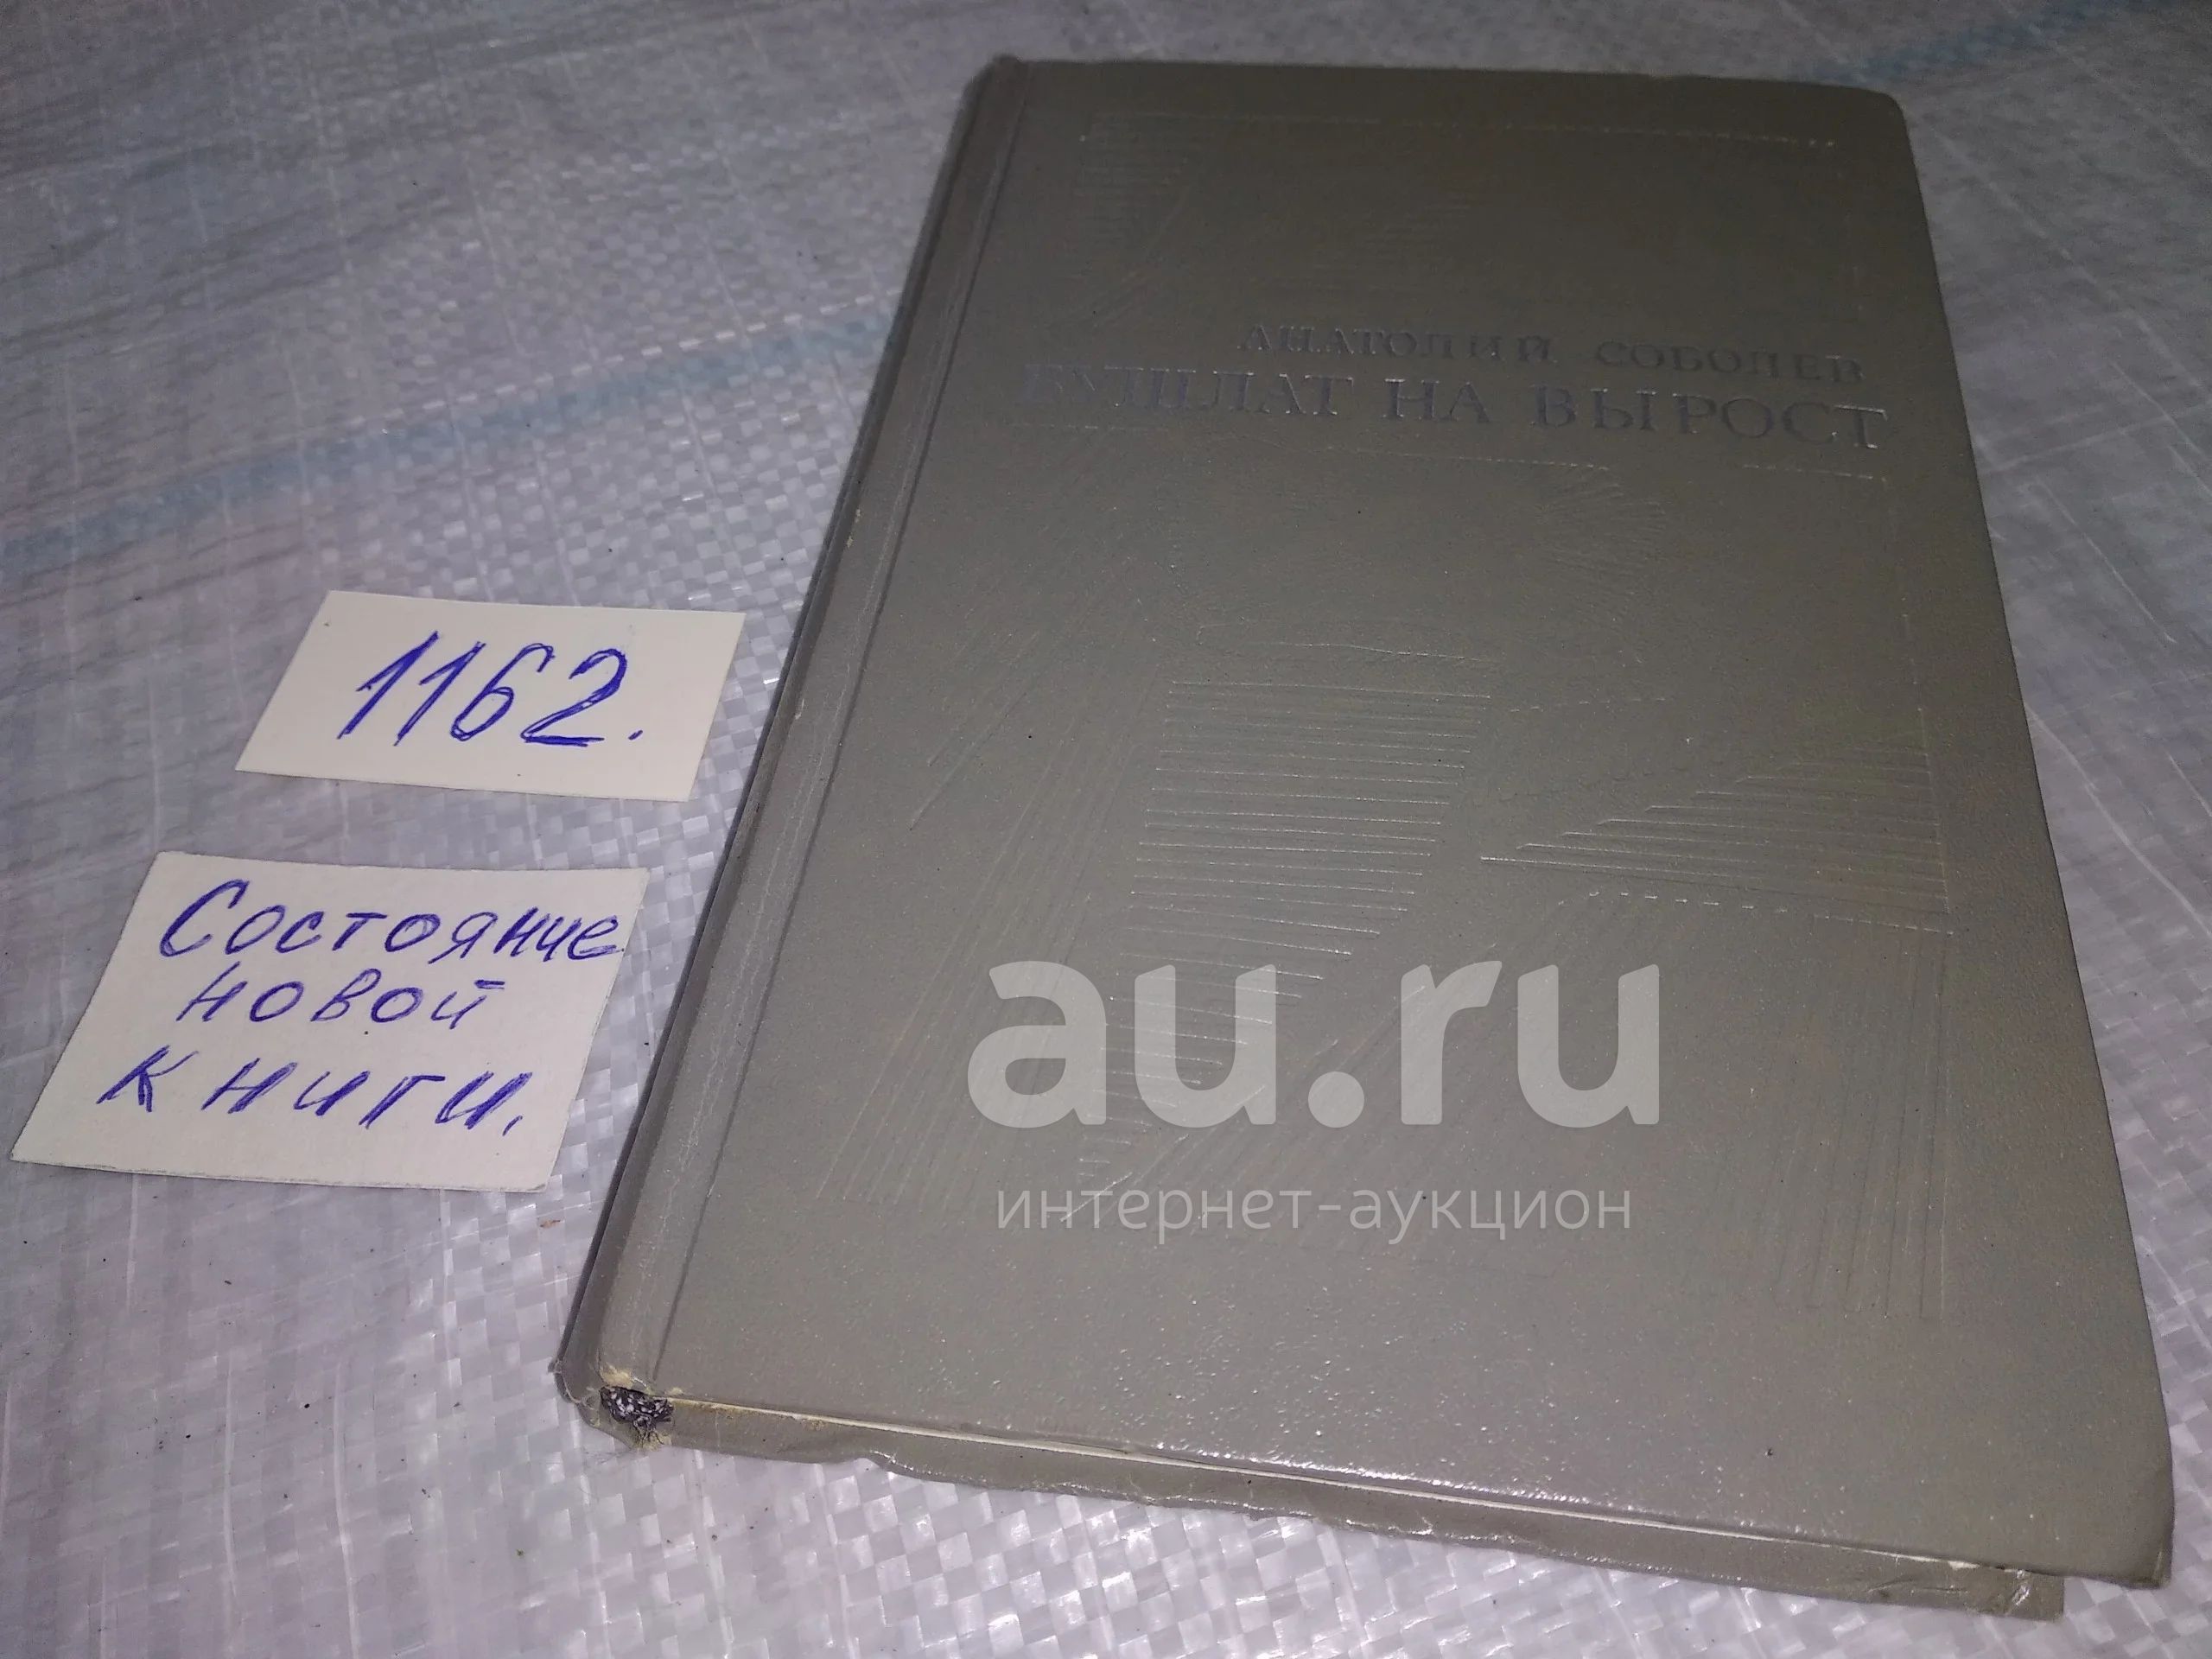 АНАТОЛИЙ СОБОЛЕВ
БУШЛАТ НА ВЫРОСТ
1162.
Состояние
новой
книги.
au.ru
интернет-аукцион